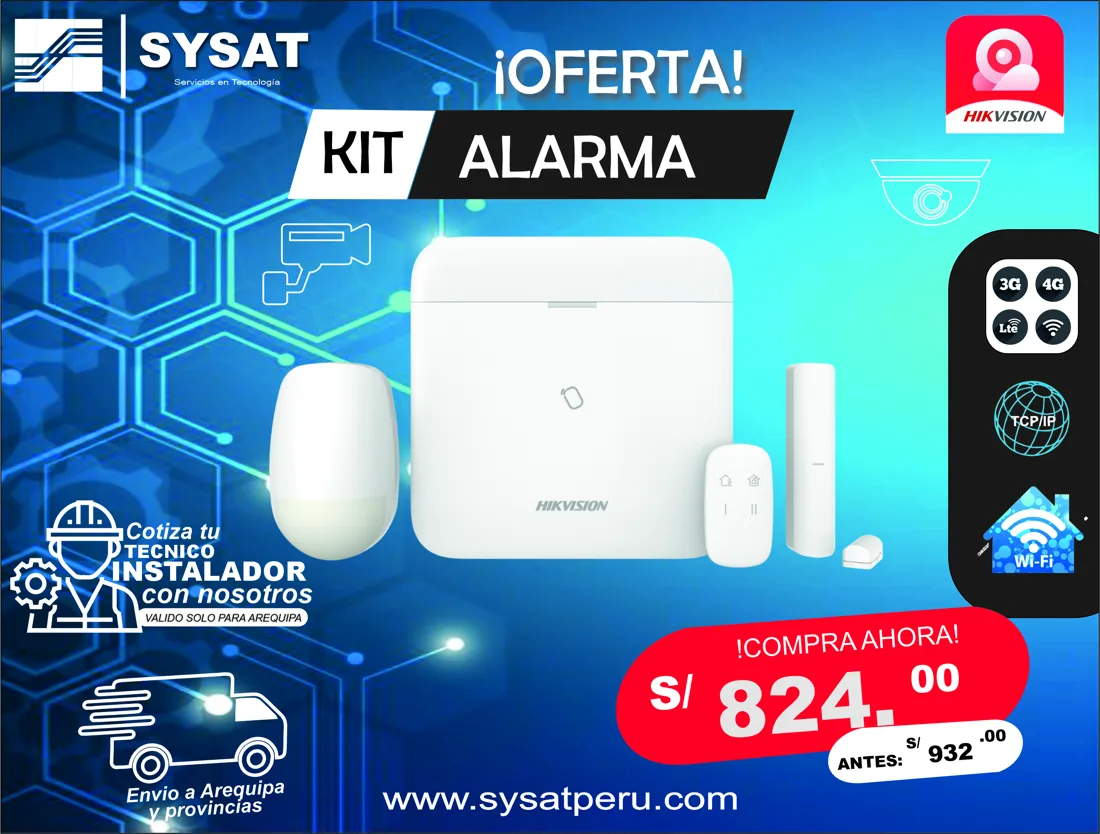 SYSAT
Servicios en Tecnología
¡OFERTA!
KIT ALARMA
HIKVISION
3G 4G
Lte
TCP/IP
Wi-Fi
HIKVISION
Cotiza tu
TECNICO
INSTALADOR
con nosotros
VALIDO SOLO PARA AREQUIPA
!COMPRA AHORA!
S/ 824.00
ANTES: S/ 932.00
Envio a Arequipa
y provincias
www.sysatperu.com